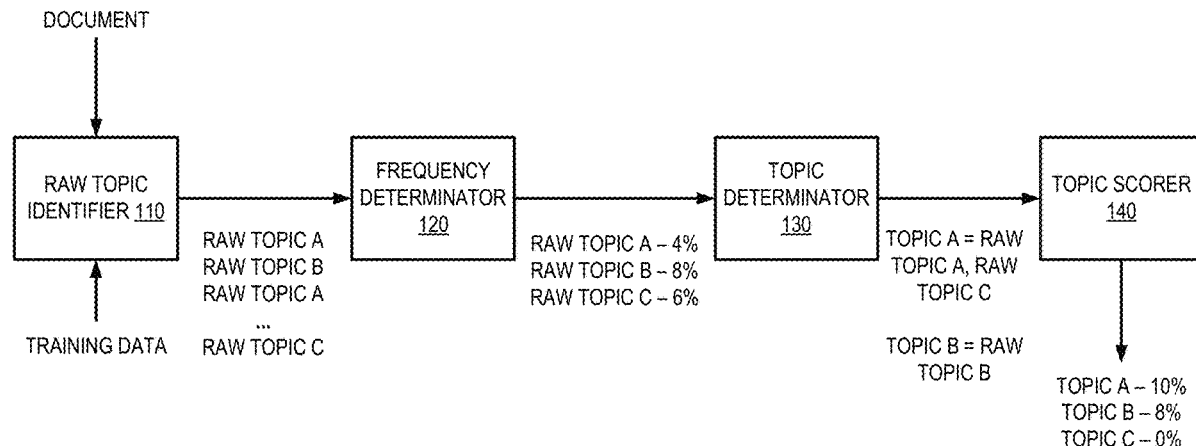 DOCUMENT
RAW TOPIC
IDENTIFIER 110
TRAINING DATA
RAW TOPIC A
RAW TOPIC B
RAW TOPIC A
...
RAW TOPIC C
FREQUENCY
DETERMINATOR
120
RAW TOPIC A – 4%
RAW TOPIC B – 8%
RAW TOPIC C – 6%
TOPIC
DETERMINATOR
130
TOPIC A = RAW
TOPIC A, RAW
TOPIC C
TOPIC B = RAW
TOPIC B
TOPIC SCORER
140
TOPIC A – 10%
TOPIC B – 8%
TOPIC C – 0%